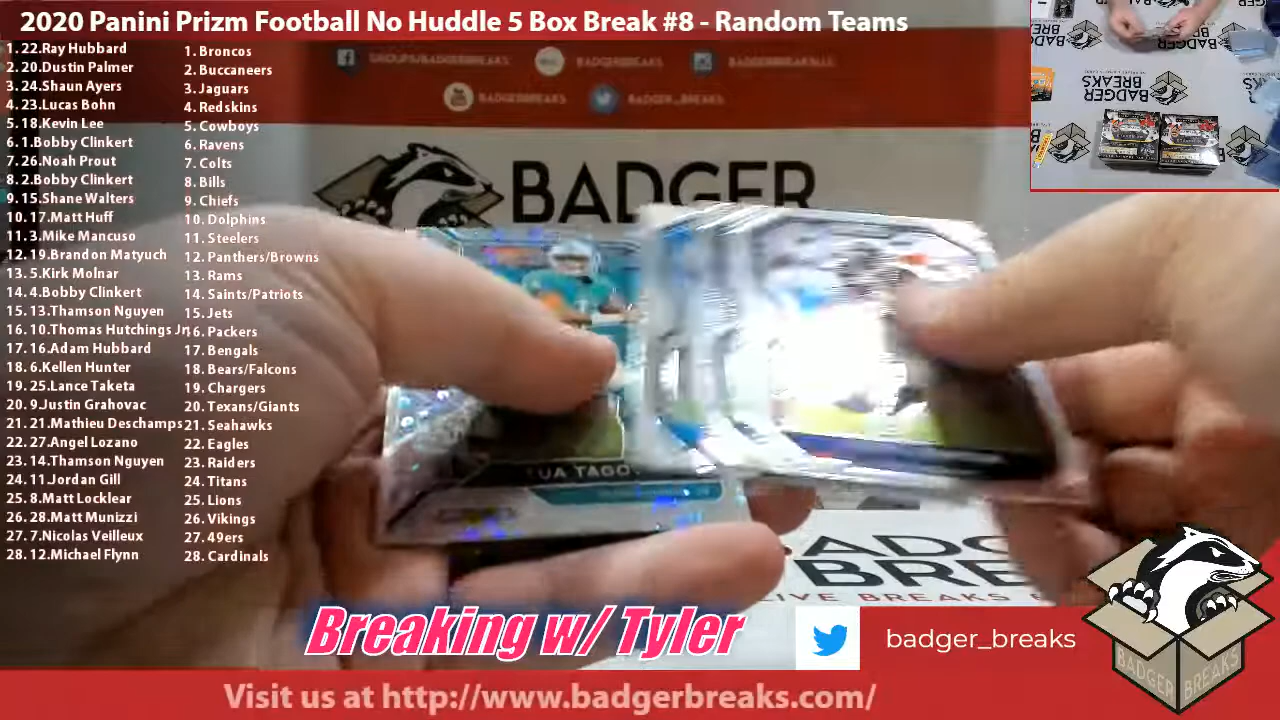 2020 Panini Prizm Football No Huddle 5 Box Break #8 - Random Teams
1. 22.Ray Hubbard
2. 20.Dustin Palmer
3. 24.Shaun Ayers
4. 23.Lucas Bohn
5. 18.Kevin Lee
6. 1.Bobby Clinkert
7. 26.Noah Prout
8. 2.Bobby Clinkert
9. 15.Shane Walters
10. 17.Matt Huff
11. 3.Mike Mancuso
12. 19.Brandon Matyuch
13. 5.Kirk Molnar
14. 4.Bobby Clinkert
15. 13.Thamson Nguyen
16. 10.Thomas Hutchings Jr
17. 16.Adam Hubbard
18. 6.Kellen Hunter
19. 25.Lance Taketa
20. 9.Justin Grahovac
21. 21.Mathieu Deschamps
22. 27.Angel Lozano
23. 14.Thamson Nguyen
24. 11.Jordan Gill
25. 8.Matt Locklear
26. 28.Matt Munizzi
27. 7.Nicolas Veilleux
28. 12.Michael Flynn
1. Broncos
2. Buccaneers
3. Jaguars
4. Redskins
5. Cowboys
6. Ravens
7. Colts
8. Bills
9. Chiefs
10. Dolphins
11. Steelers
12. Panthers/Browns
13. Rams
14. Saints/Patriots
15. Jets
16. Packers
17. Bengals
18. Bears/Falcons
19. Chargers
20. Texans/Giants
21. Seahawks
22. Eagles
23. Raiders
24. Titans
25. Lions
26. Vikings
27. 49ers
28. Cardinals
GROUPS/BADGERBREAKS
BADGERBREAKS
BADGERBREAKSLLC
BADGERBREAKS
BADGER_BREAKS
BADGER
BADGER
BREAKS
TUA TAGO
LIVE BREAKS
Breaking w/ Tyler
badger_breaks
BADGER BREAKS
Visit us at http://www.badgerbreaks.com/